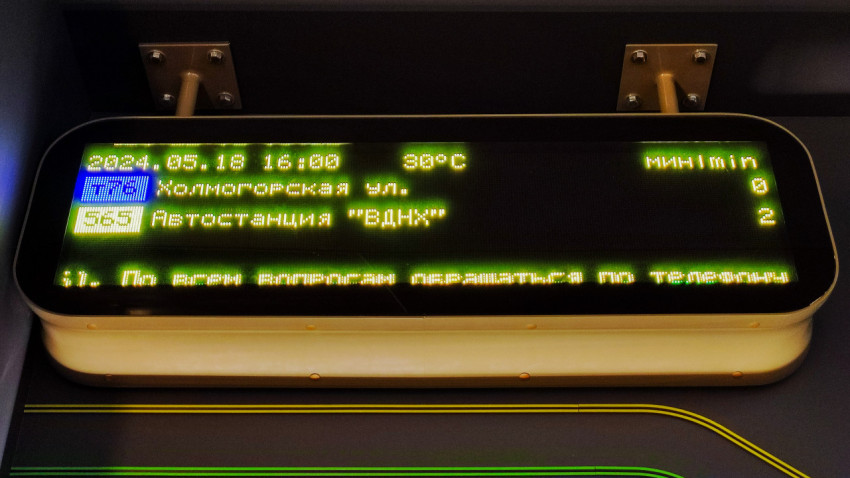 2024.05.18 16:00 30°C мин|min
Т78 Холмогорская ул. 0
565 Автостанция "ВДНХ" 2
По всем вопросам обращаться по телефону